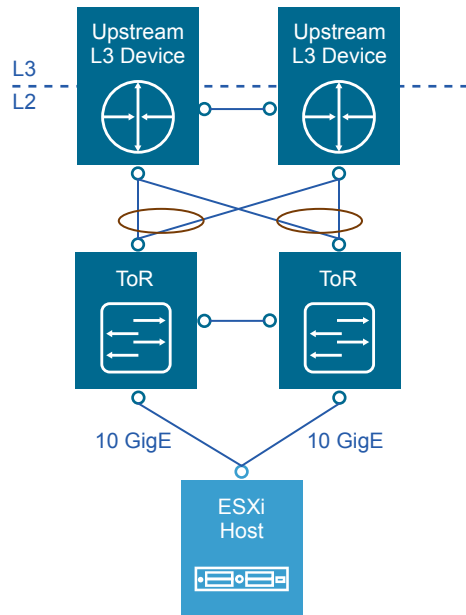 Upstream
L3 Device
Upstream
L3 Device
L3
L2
ToR
ToR
10 GigE
10 GigE
ESXi
Host